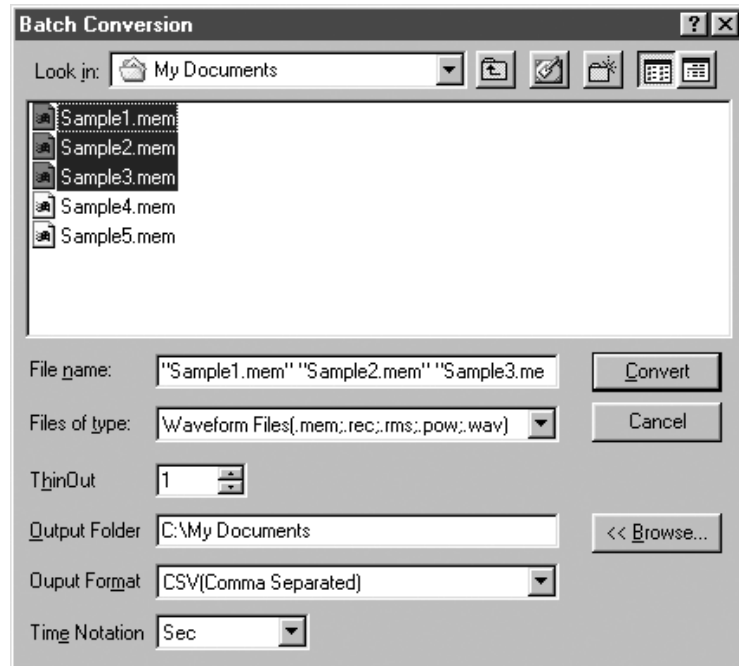 Batch Conversion
Look in: My Documents
Sample1.mem
Sample2.mem
Sample3.mem
Sample4.mem
Sample5.mem
File name: "Sample1.mem" "Sample2.mem" "Sample3.me Convert
Files of type: Waveform Files(.mem;.rec;.rms;.pow;.wav) Cancel
ThinOut 1
Output Folder C:\My Documents << Browse...
Ouput Format CSV(Comma Separated)
Time Notation Sec